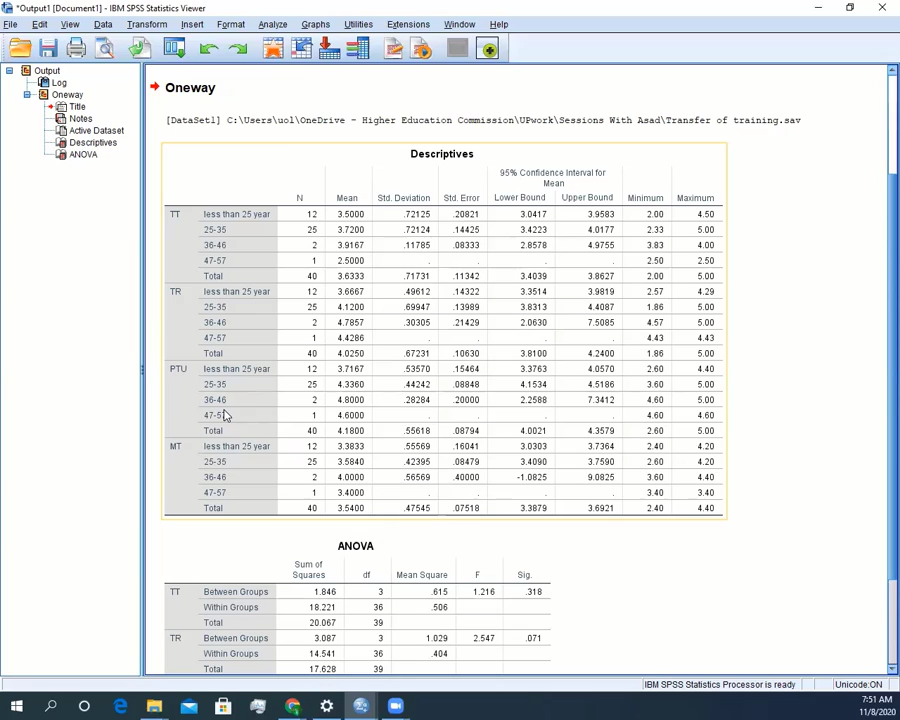 *Output1 [Document1] - IBM SPSS Statistics Viewer
File Edit View Data Transform Insert Format Analyze Graphs Utilities Extensions Window Help
Output
Log
Oneway
Title
Notes
Active Dataset
Descriptives
ANOVA
Oneway
[DataSet1] C:\Users\uol\OneDrive - Higher Education Commission\UPwork\Sessions With Asad\Transfer of training.sav
Descriptives
95% Confidence Interval for
Mean
N Mean Std. Deviation Std. Error Lower Bound Upper Bound Minimum Maximum
TT less than 25 year 12 3.5000 .72125 .20821 3.0417 3.9583 2.00 4.50
25-35 25 3.7200 .72124 .14425 3.4223 4.0177 2.33 5.00
36-46 2 3.9167 .11785 .08333 2.8578 4.9755 3.83 4.00
47-57 1 2.5000 . . . 2.50 2.50
Total 40 3.6333 .71731 .11342 3.4039 3.8627 2.00 5.00
TR less than 25 year 12 3.6667 .49612 .14322 3.3514 3.9819 2.57 4.29
25-35 25 4.1200 .69947 .13989 3.8313 4.4087 1.86 5.00
36-46 2 4.7857 .30305 .21429 2.0630 7.5085 4.57 5.00
47-57 1 4.4286 . . . 4.43 4.43
Total 40 4.0250 .67231 .10630 3.8100 4.2400 1.86 5.00
PTU less than 25 year 12 3.7167 .53570 .15464 3.3763 4.0570 2.60 4.40
25-35 25 4.3360 .44242 .08848 4.1534 4.5186 3.60 5.00
36-46 2 4.8000 .28284 .20000 2.2588 7.3412 4.60 5.00
47-57 1 4.6000 . . . 4.60 4.60
Total 40 4.1800 .55618 .08794 4.0021 4.3579 2.60 5.00
MT less than 25 year 12 3.3833 .55569 .16041 3.0303 3.7364 2.40 4.20
25-35 25 3.5840 .42395 .08479 3.4090 3.7590 2.60 4.20
36-46 2 4.0000 .56569 .40000 -1.0825 9.0825 3.60 4.40
47-57 1 3.4000 . . . 3.40 3.40
Total 40 3.5400 .47545 .07518 3.3879 3.6921 2.40 4.40
ANOVA
Sum of
Squares df Mean Square F Sig.
TT Between Groups 1.846 3 .615 1.216 .318
Within Groups 18.221 36 .506
Total 20.067 39
TR Between Groups 3.087 3 1.029 2.547 .071
Within Groups 14.541 36 .404
Total 17.628 39
IBM SPSS Statistics Processor is ready Unicode:ON
7:51 AM
11/8/2020